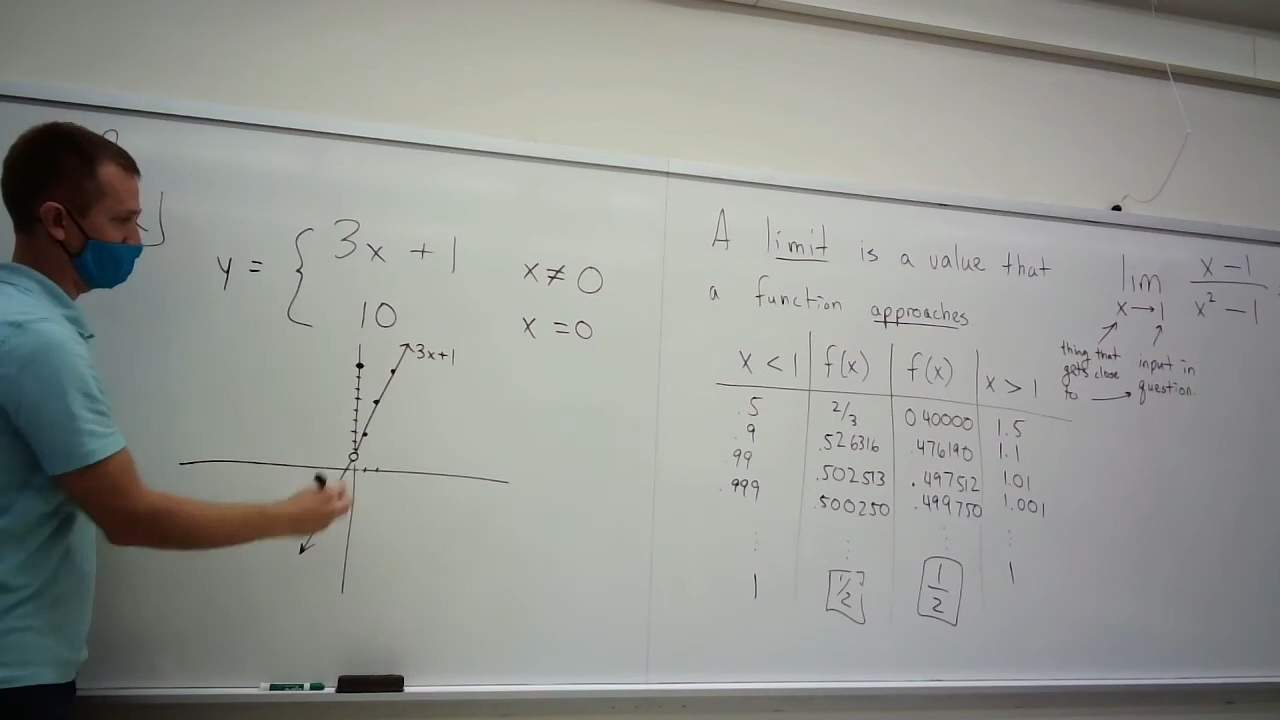 y = { 3x + 1 x ≠ 0
10 x = 0
3x+1
A limit is a value that
a function approaches
lim x→1 x - 1 / x² - 1
thing that
gets close
to
input in
question.
x < 1 f(x) f(x) x > 1
.5 2/3 0.40000 1.5
.9 .526316 .476190 1.1
.99 .502513 .497512 1.01
.999 .500250 .499750 1.001
1 1/2 1/2 1